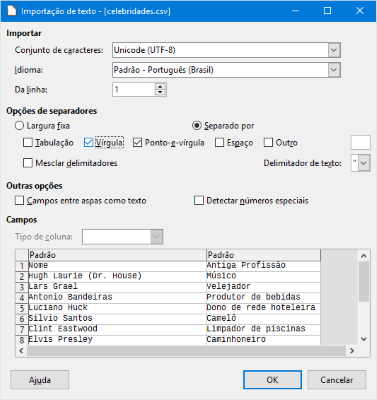 Importação de texto - [celebridades.csv]
Importar
Conjunto de caracteres: Unicode (UTF-8)
Idioma: Padrão - Português (Brasil)
Da linha: 1
Opções de separadores
Largura fixa Separado por
Tabulação Vírgula Ponto-e-vírgula Espaço Outro
Mesclar delimitadores Delimitador de texto: "
Outras opções
Campos entre aspas como texto Detectar números especiais
Campos
Tipo de coluna:
Padrão Padrão
1 Nome Antiga Profissão
2 Hugh Laurie (Dr. House) Músico
3 Lars Grael Velejador
4 Antonio Bandeiras Produtor de bebidas
5 Luciano Huck Dono de rede hoteleira
6 Silvio Santos Camelô
7 Clint Eastwood Limpador de piscinas
8 Elvis Presley Caminhoneiro
Ajuda OK Cancelar